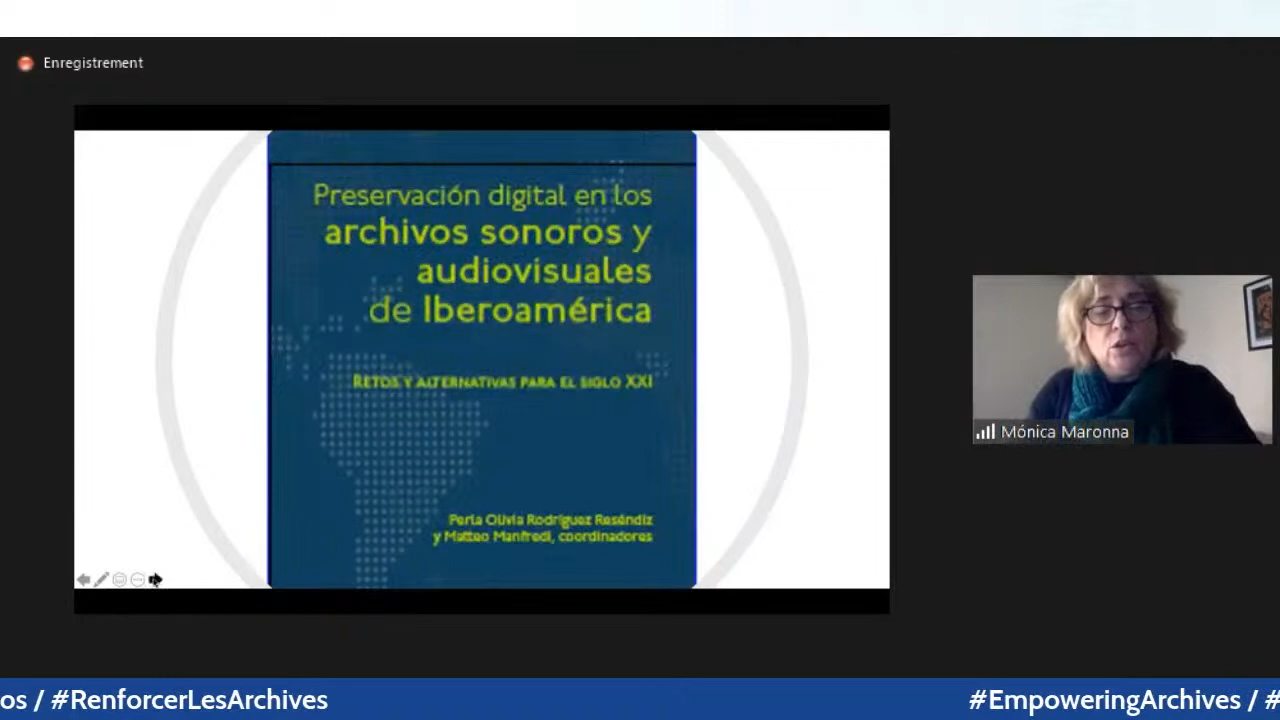 Enregistrement
Preservación digital en los
archivos sonoros y
audiovisuales
de Iberoamérica
RETOS Y ALTERNATIVAS PARA EL SIGLO XXI
Perla Olivia Rodríguez Reséndiz
y Matteo Manfredi, coordinadores
Mónica Maronna
os / #RenforcerLesArchives
#EmpoweringArchives / #